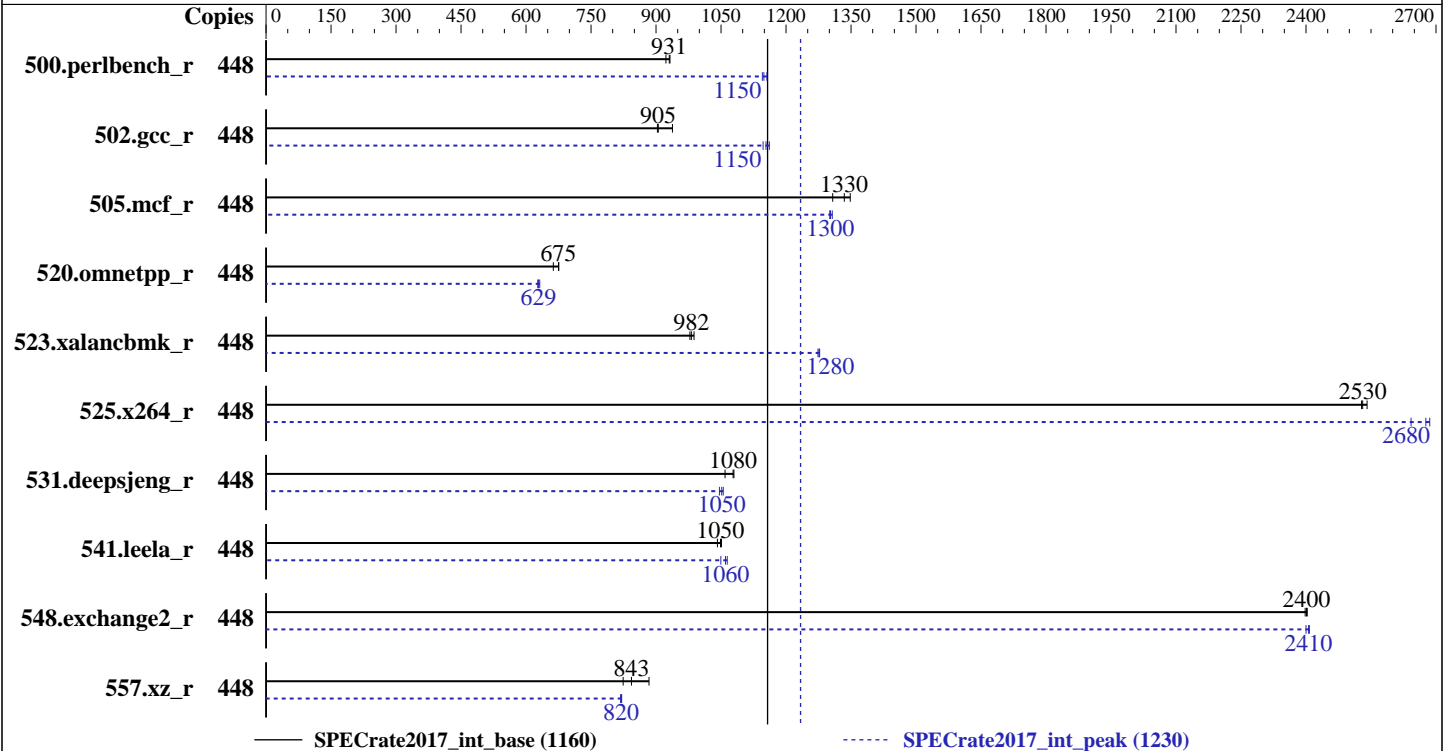 Copies 0 150 300 450 600 750 900 1050 1200 1350 1500 1650 1800 1950 2100 2250 2400 2700
931
500.perlbench_r 448
1150
905
502.gcc_r 448
1150
1330
505.mcf_r 448
1300
675
520.omnetpp_r 448
629
982
523.xalancbmk_r 448
1280
2530
525.x264_r 448
2680
1080
531.deepsjeng_r 448
1050
1050
541.leela_r 448
1060
2400
548.exchange2_r 448
2410
843
557.xz_r 448
820
SPECrate2017_int_base (1160) SPECrate2017_int_peak (1230)